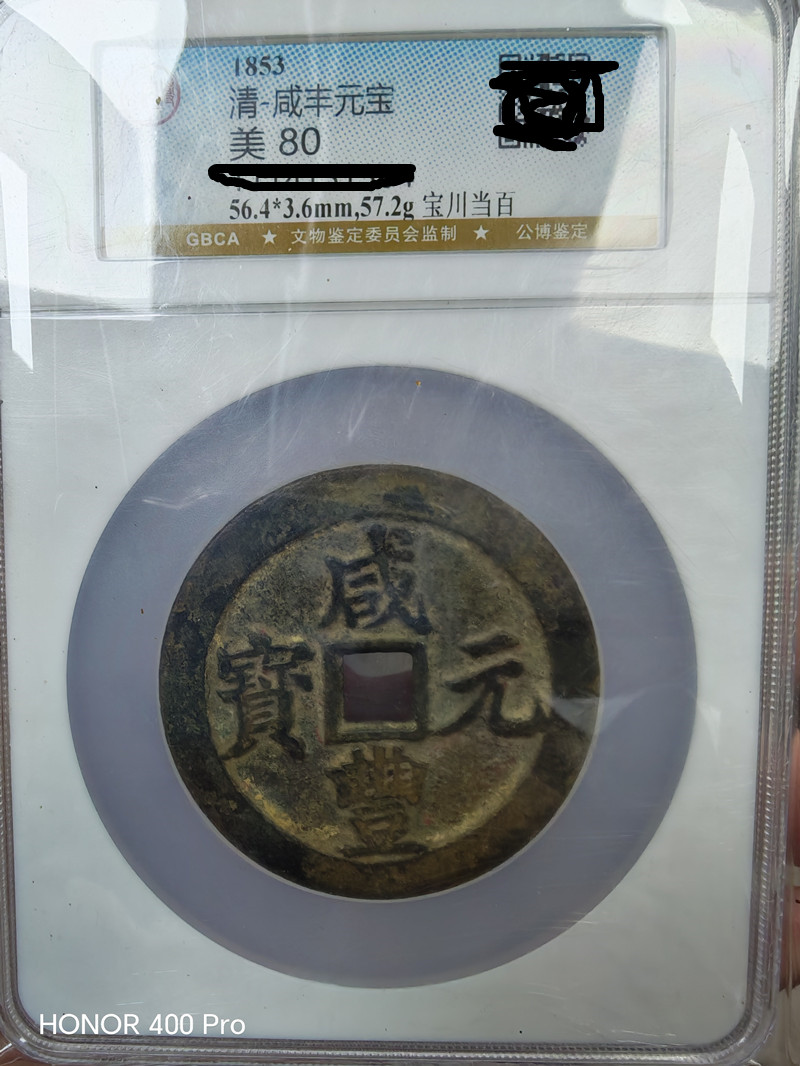 1853
清-咸丰元宝
美 80
56.4*3.6mm,57.2g 宝川当百
GBCA ★ 文物鉴定委员会监制 ★ 公博鉴定
咸
寶 元
豐
HONOR 400 Pro